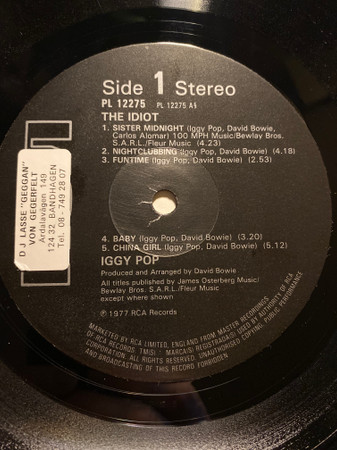 Side 1 Stereo
PL 12275 PL 12275 A§
THE IDIOT
1. SISTER MIDNIGHT (Iggy Pop, David Bowie,
Carlos Alomar) 100 MPH Music/Bewlay Bros.
S.A.R.L./Fleur Music (4.23)
2. NIGHTCLUBBING (Iggy Pop, David Bowie) (4.18)
3. FUNTIME (Iggy Pop, David Bowie) (2.53)
4. BABY (Iggy Pop, David Bowie) (3.20)
5. CHINA GIRL (Iggy Pop, David Bowie) (5.12)
IGGY POP
Produced and Arranged by David Bowie
All titles published by James Osterberg Music/
Bewlay Bros. S.A.R.L./Fleur Music
except where shown
℗ 1977 RCA Records
MARKETED BY RCA LIMITED, ENGLAND FROM MASTER RECORDINGS
OF RCA RECORDS. TM(S) ® MARCA(S) REGISTRADA(S) BY AUTHORITY OF RCA
CORPORATION. ALL RIGHTS RESERVED. UNAUTHORISED COPYING, PUBLIC PERFORMANCE
AND BROADCASTING OF THIS RECORD FORBIDDEN
D J LASSE "GEGGAN"
VON GEGERFELT
Årdalavägen 149
124 32 BANDHAGEN
Tel. 08 - 749 28 07